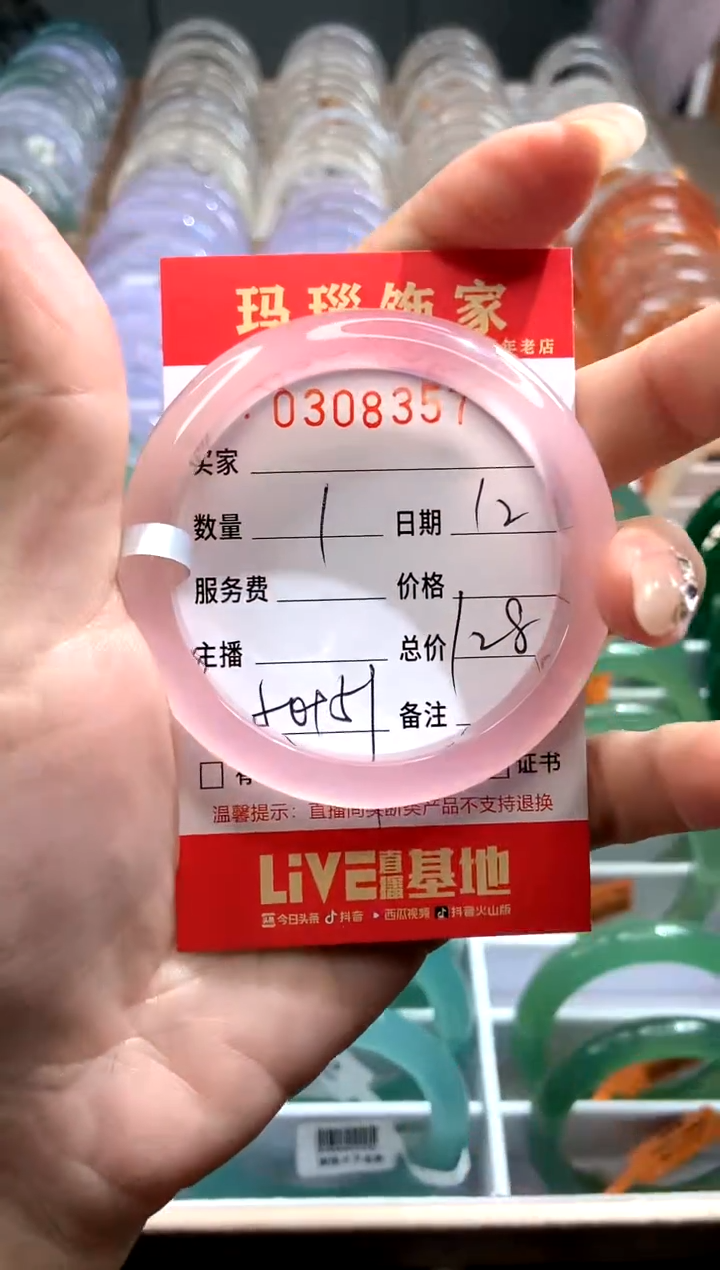 玛瑙饰家
年老店
0308357
买家
数量 1 日期 12
服务费 价格
主播 总价 128
备注
证书
温馨提示：直播间买断类产品不支持退换
LiVE直播基地
今日头条 抖音 西瓜视频 抖音火山版